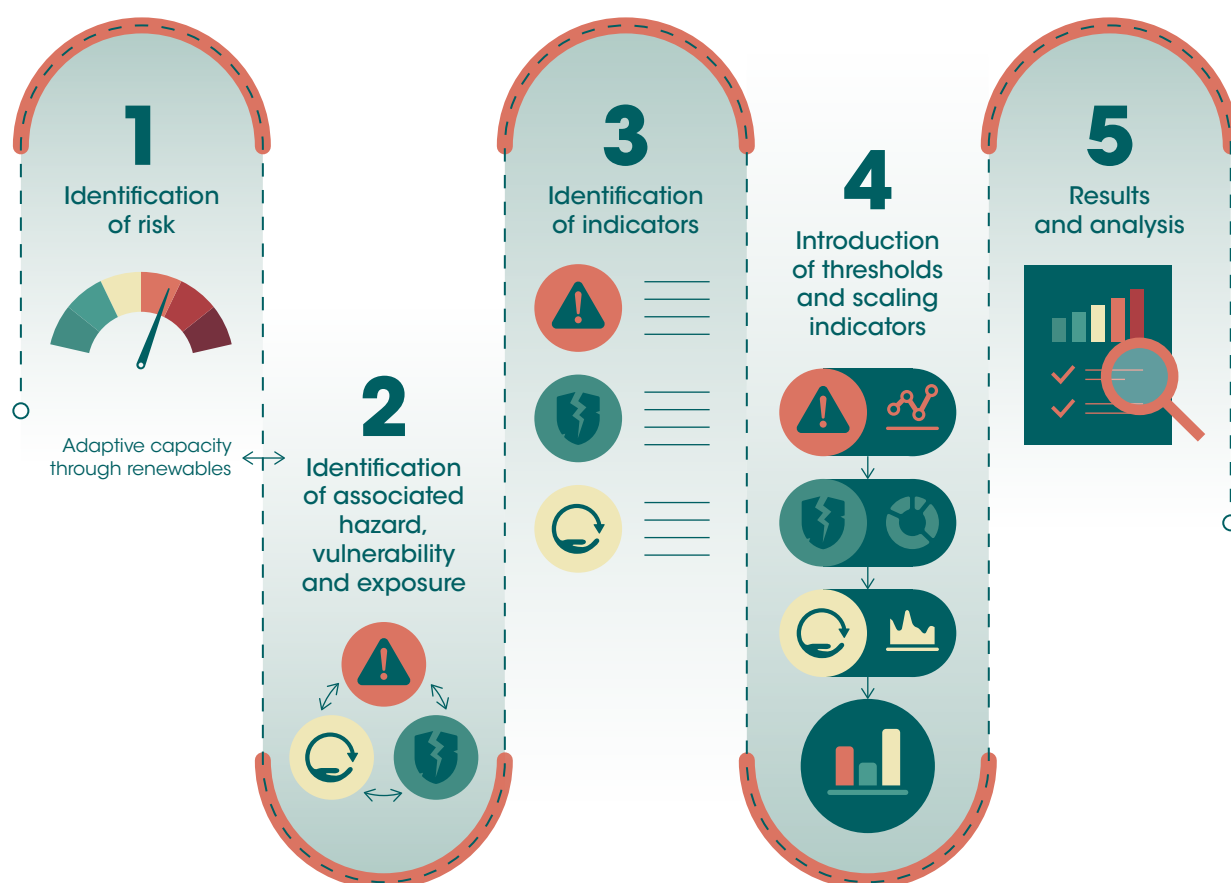 1
Identification
of risk
Adaptive capacity
through renewables
2
Identification
of associated
hazard,
vulnerability
and exposure
3
Identification
of indicators
4
Introduction
of thresholds
and scaling
indicators
5
Results
and analysis